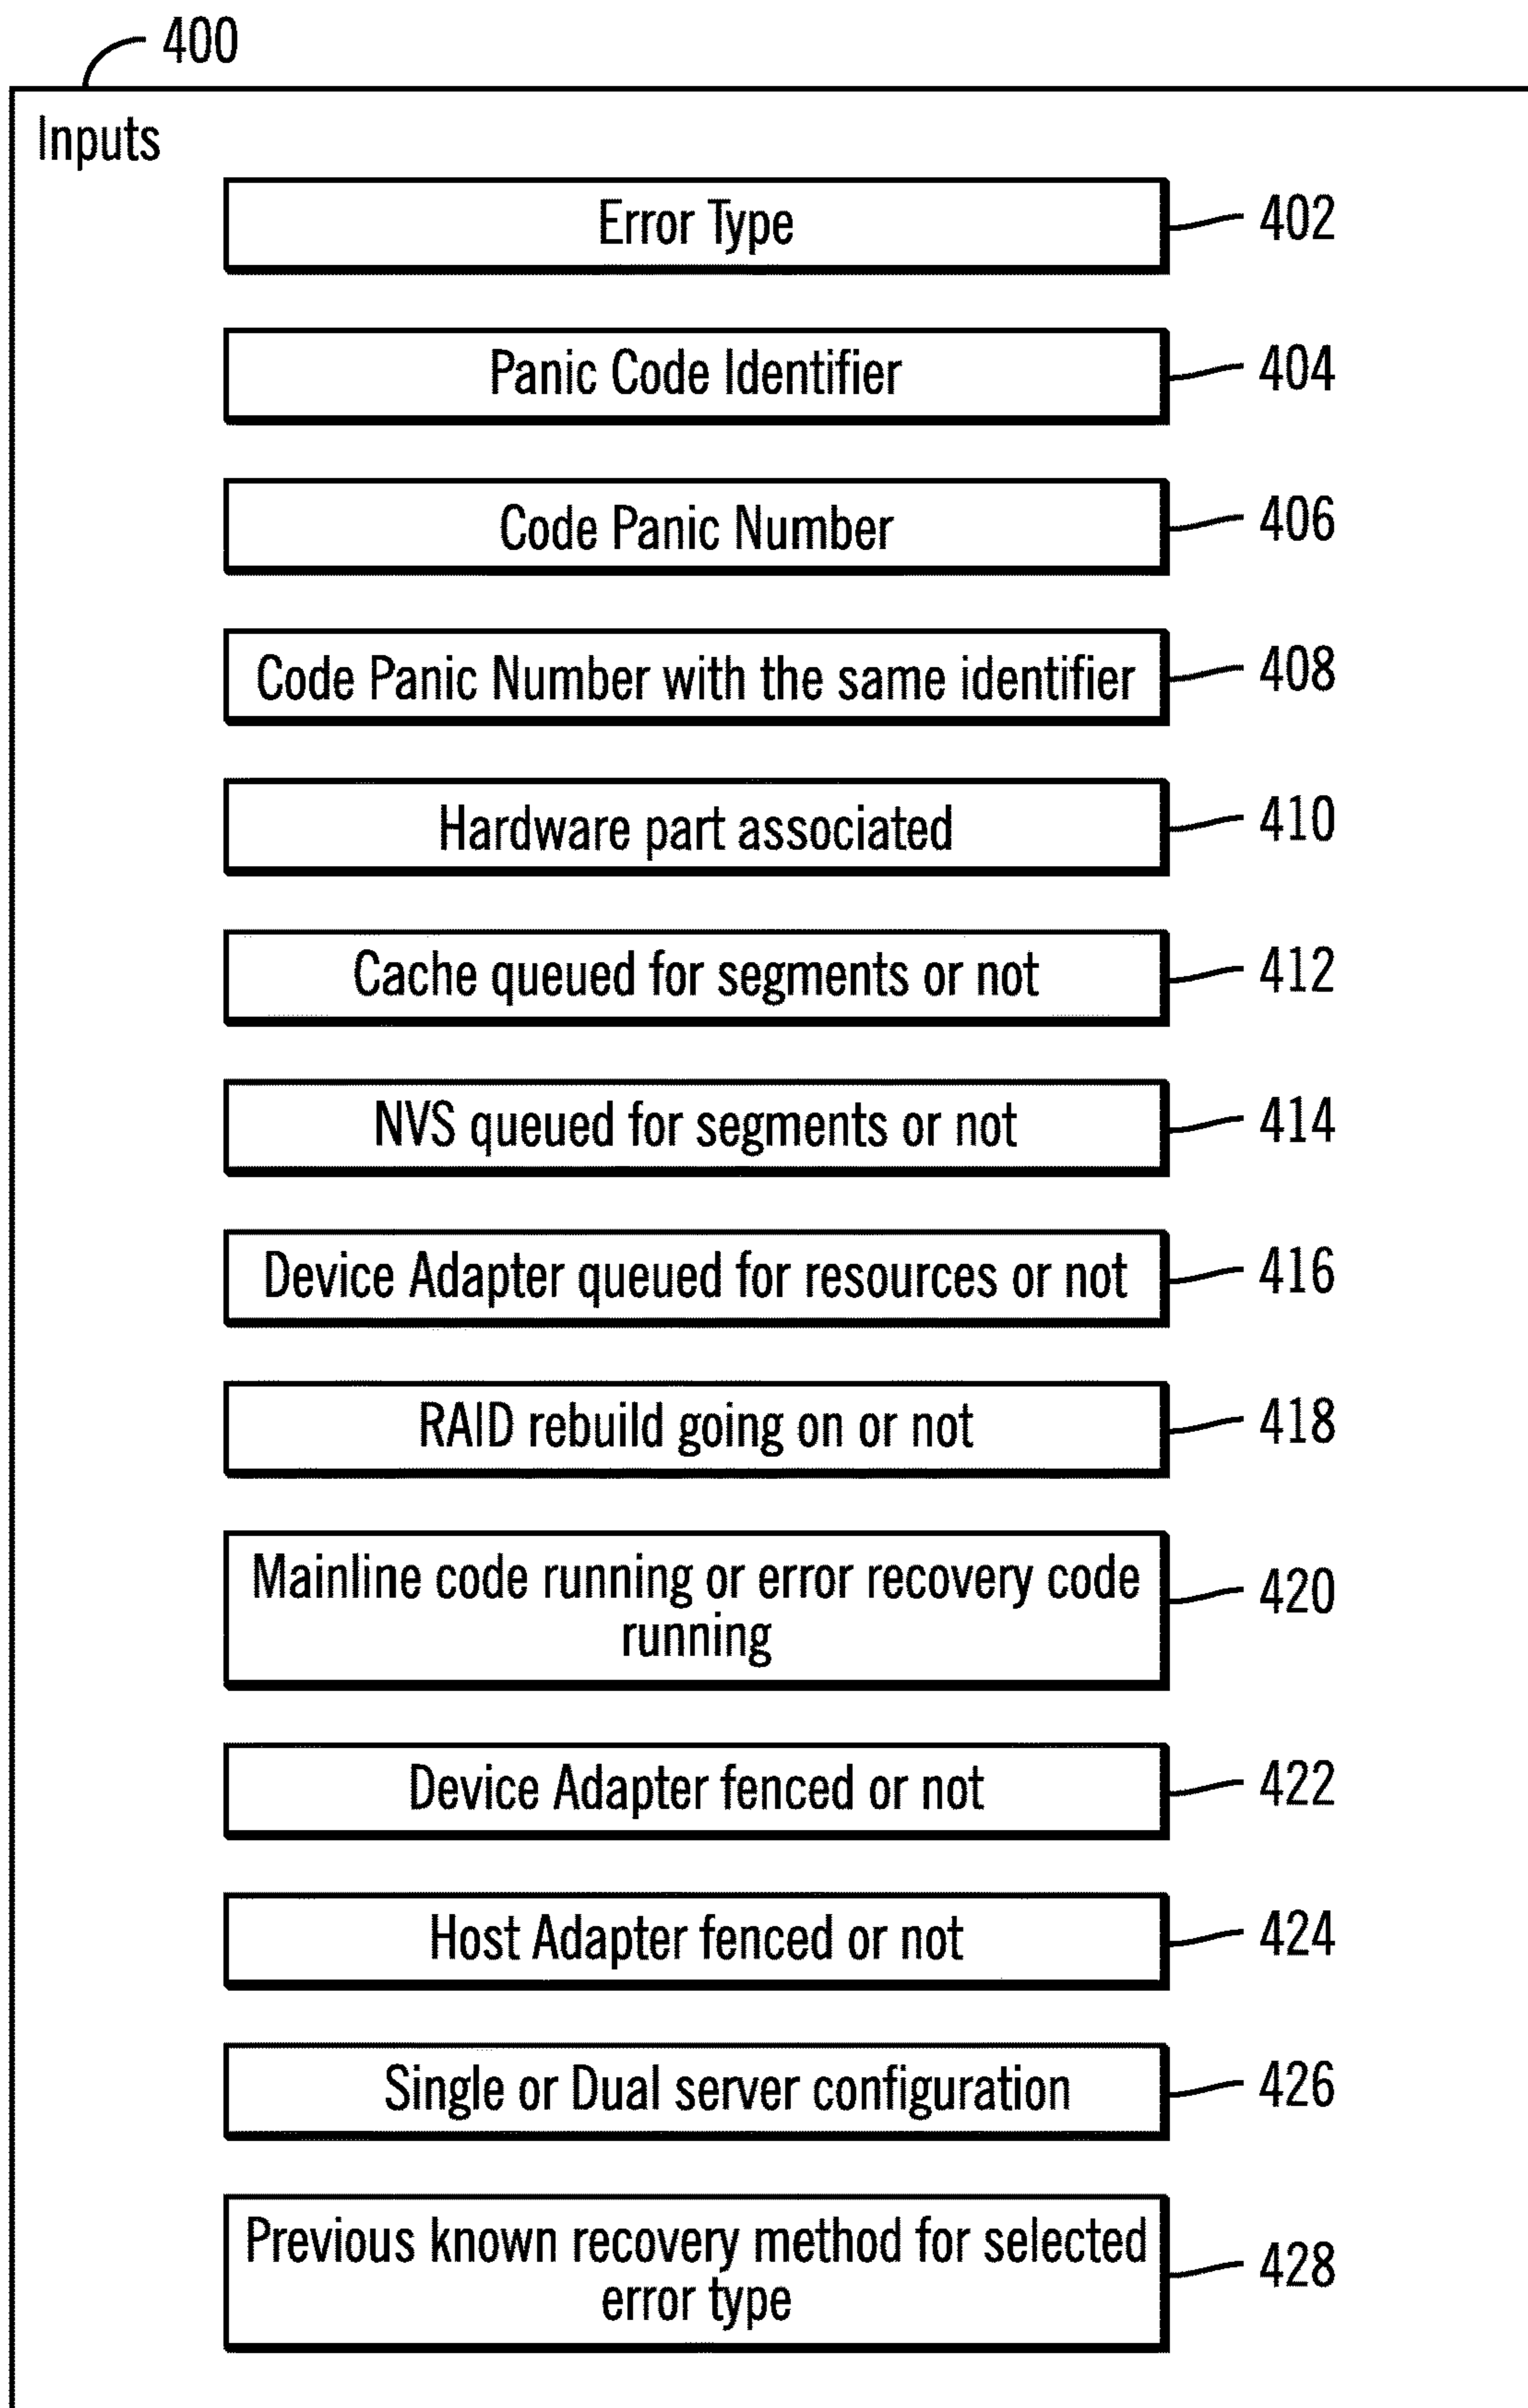 400
Inputs
Error Type 402
Panic Code Identifier 404
Code Panic Number 406
Code Panic Number with the same identifier 408
Hardware part associated 410
Cache queued for segments or not 412
NVS queued for segments or not 414
Device Adapter queued for resources or not 416
RAID rebuild going on or not 418
Mainline code running or error recovery code
running
420
Device Adapter fenced or not 422
Host Adapter fenced or not 424
Single or Dual server configuration 426
Previous known recovery method for selected
error type
428